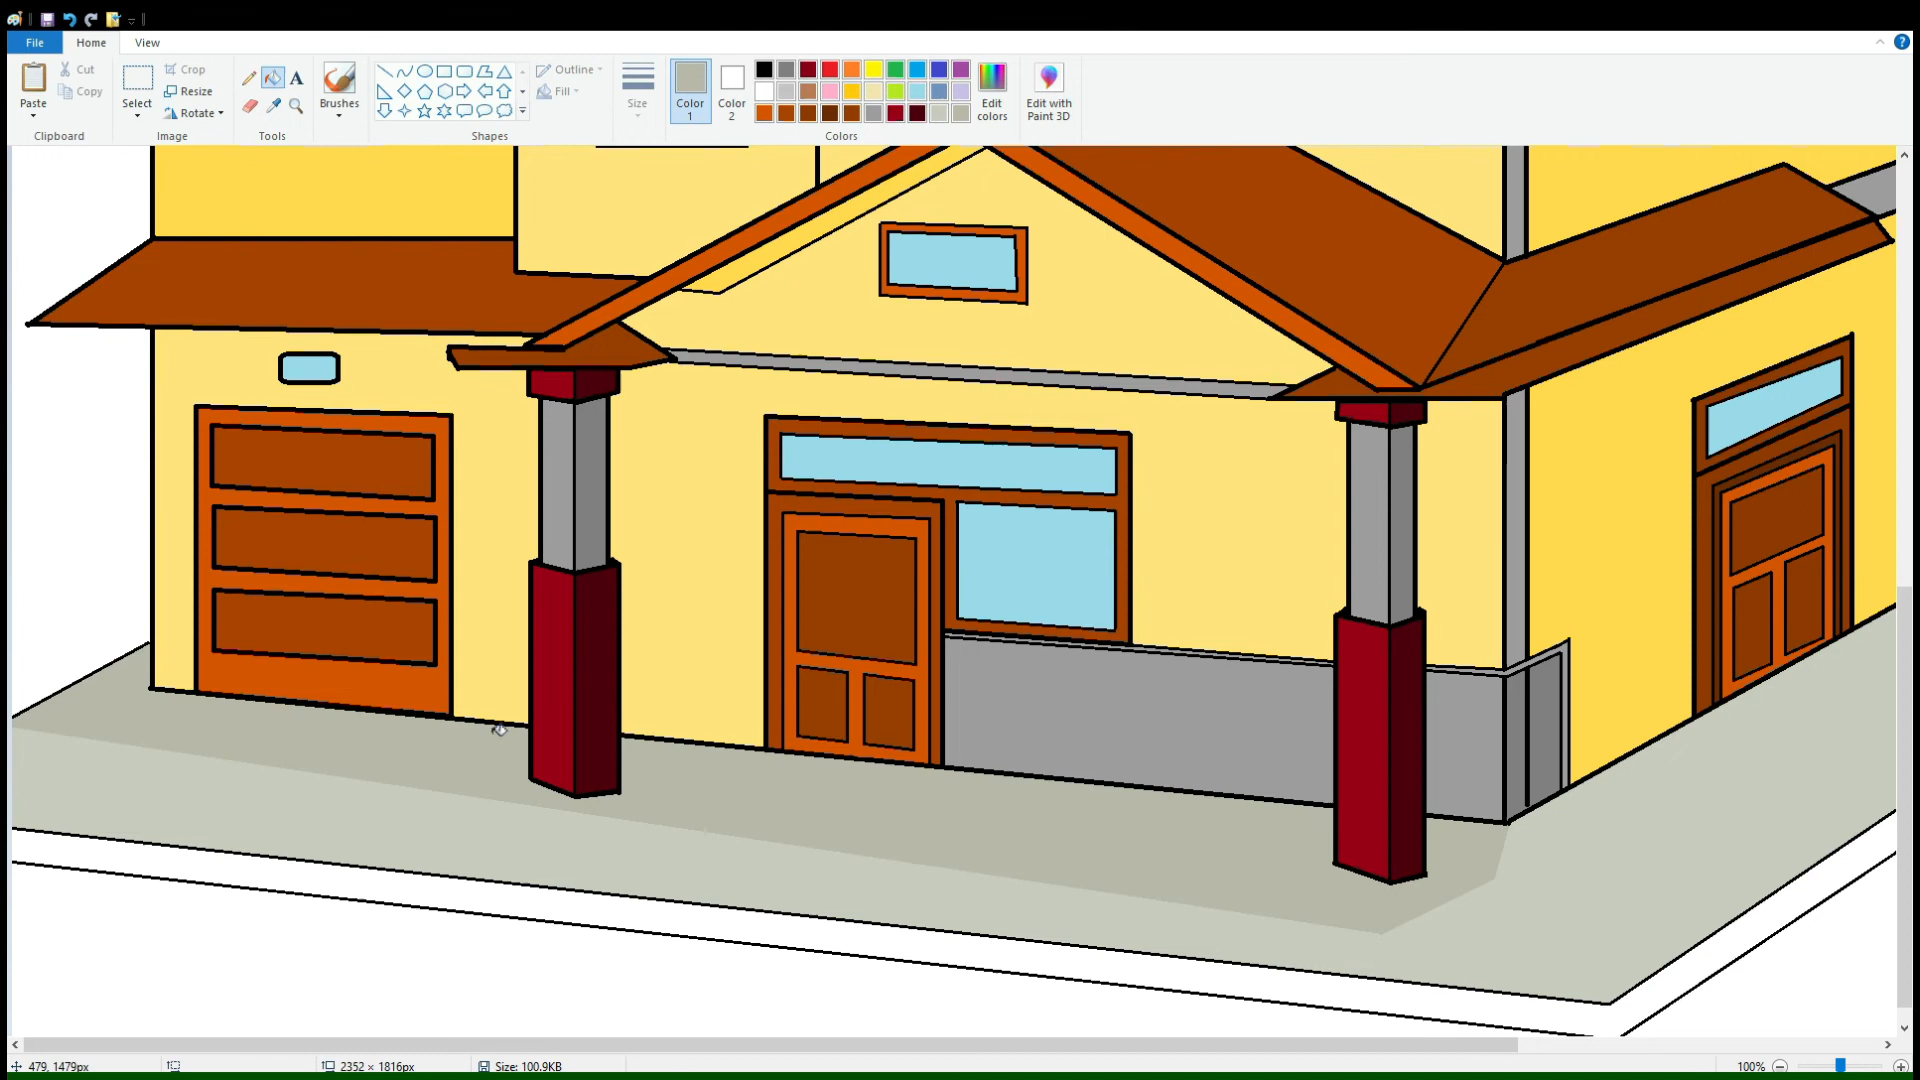 File Home View
Paste
Cut
Copy
Clipboard
Select
Crop
Resize
Rotate
Image
A
Tools
Brushes
Shapes
Outline
Fill
Size
Color
1
Color
2
Colors
Edit
colors
Edit with
Paint 3D
?
479, 1479px
2352 × 1816px
Size: 100.9KB
100%